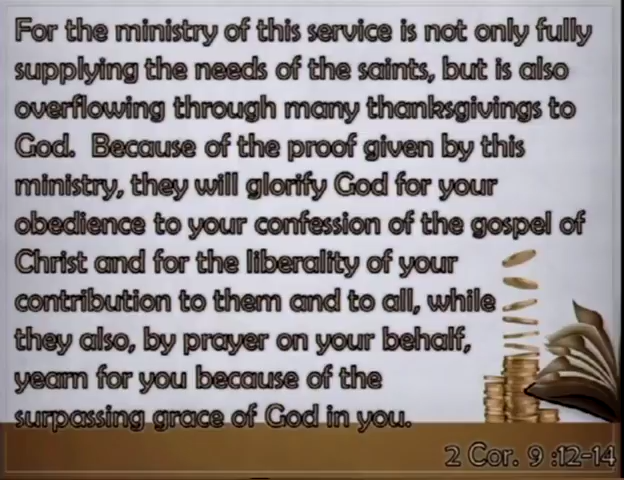 For the ministry of this service is not only fully
supplying the needs of the saints, but is also
overflowing through many thanksgivings to
God.  Because of the proof given by this
ministry, they will glorify God for your
obedience to your confession of the gospel of
Christ and for the liberality of your
contribution to them and to all, while
they also, by prayer on your behalf,
yearn for you because of the
surpassing grace of God in you.
2 Cor. 9 :12-14